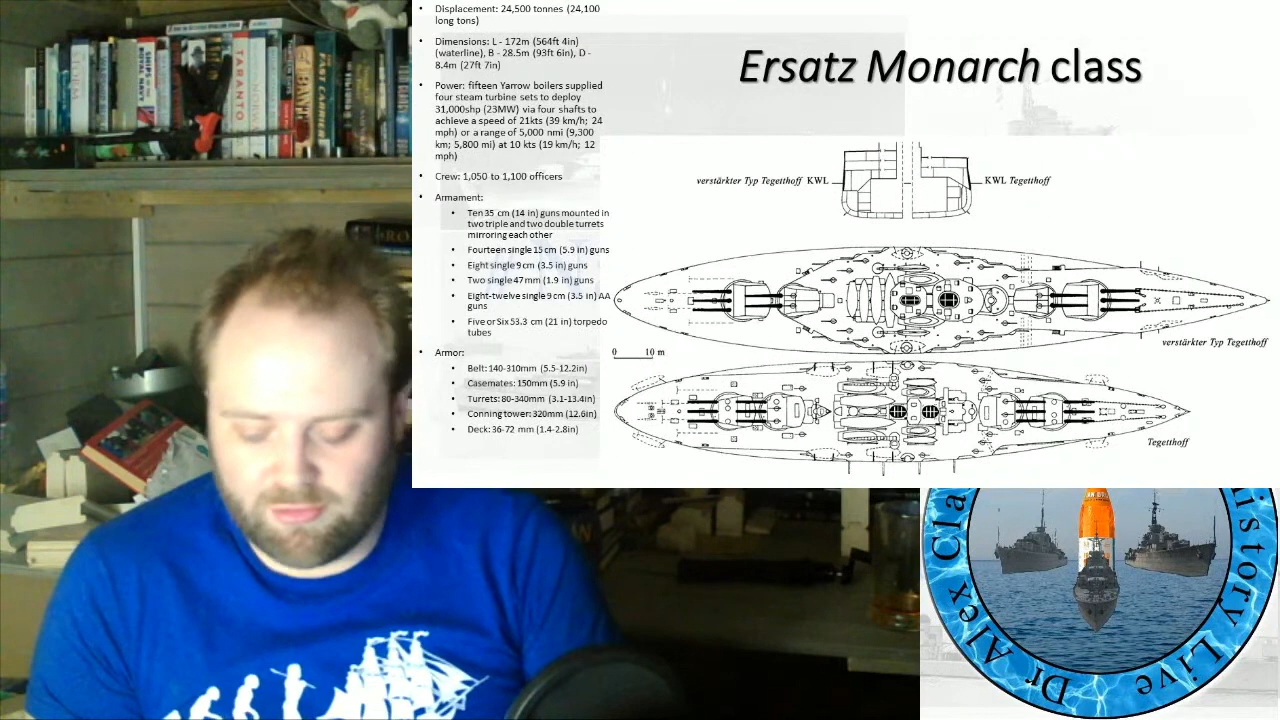 • Displacement: 24,500 tonnes (24,100
long tons)
• Dimensions: L - 172m (564ft 4in)
(waterline), B - 28.5m (93ft 6in), D -
8.4m (27ft 7in)
• Power: fifteen Yarrow boilers supplied
four steam turbine sets to deploy
31,000shp (23MW) via four shafts to
achieve a speed of 21kts (39 km/h; 24
mph) or a range of 5,000 nmi (9,300
km; 5,800 mi) at 10 kts (19 km/h; 12
mph)
• Crew: 1,050 to 1,100 officers
• Armament:
• Ten 35 cm (14 in) guns mounted in
two triple and two double turrets
mirroring each other
• Fourteen single 15 cm (5.9 in) guns
• Eight single 9 cm (3.5 in) guns
• Two single 47 mm (1.9 in) guns
• Eight-twelve single 9 cm (3.5 in) AA
guns
• Five or Six 53.3 cm (21 in) torpedo
tubes
• Armor:
• Belt: 140-310mm (5.5-12.2in)
• Casemates: 150mm (5.9 in)
• Turrets: 80-340mm (3.1-13.4in)
• Conning tower: 320mm (12.6in)
• Deck: 36-72 mm (1.4-2.8in)
Ersatz Monarch class
verstärkter Typ Tegetthoff KWL
KWL Tegetthoff
verstärkter Typ Tegetthoff
0 10 m
Tegetthoff
TARANTO
Dr Alex Cla
istory Live